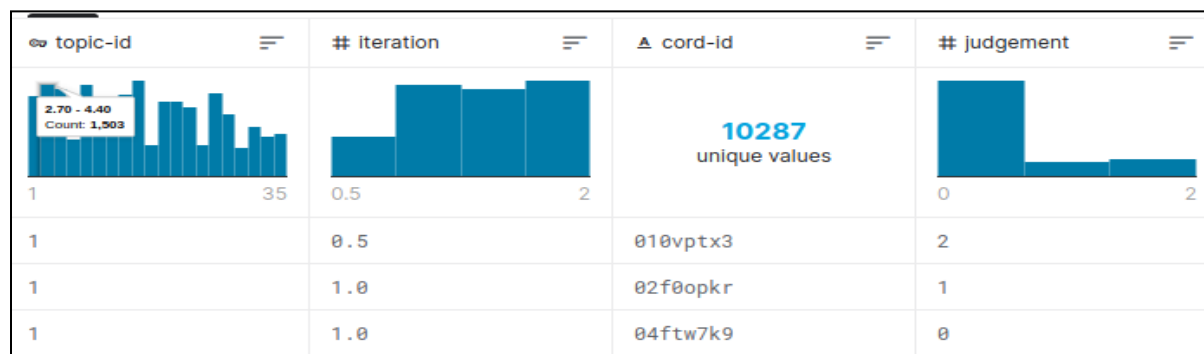 topic-id # iteration A cord-id # judgement
2.70 - 4.40
Count: 1,503
10287
unique values
1 35 0.5 2 0 2
1 0.5 010vptx3 2
1 1.0 02f0opkr 1
1 1.0 04ftw7k9 0